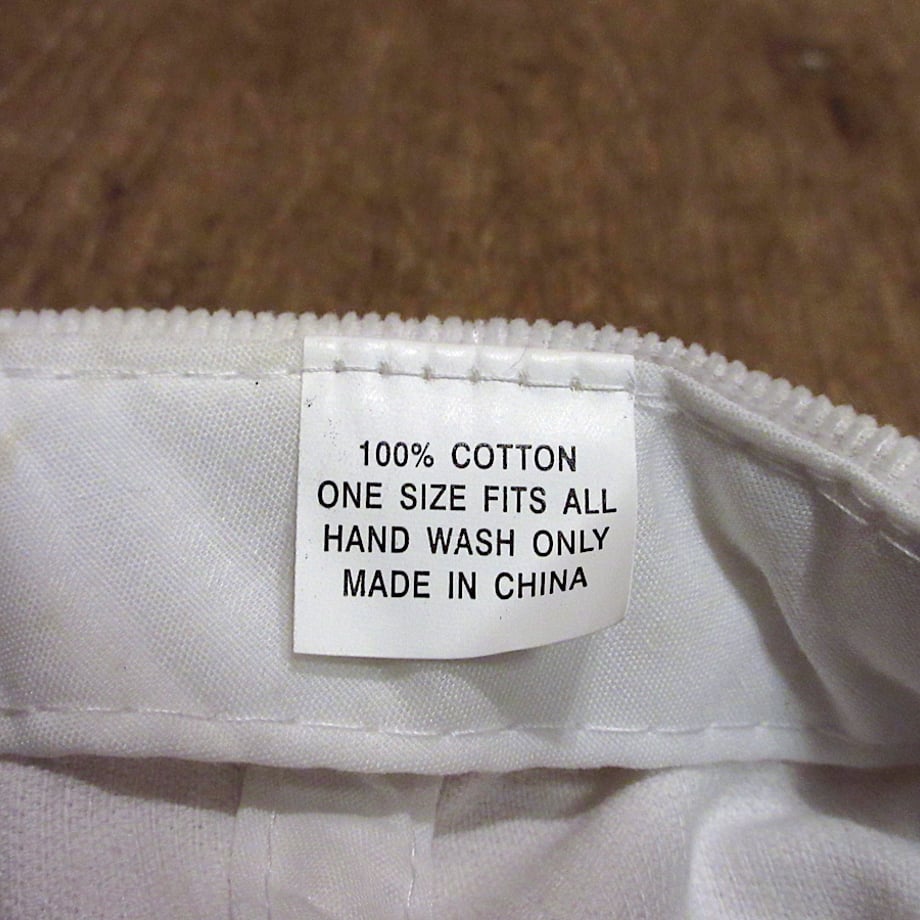 100% COTTON
ONE SIZE FITS ALL
HAND WASH ONLY
MADE IN CHINA